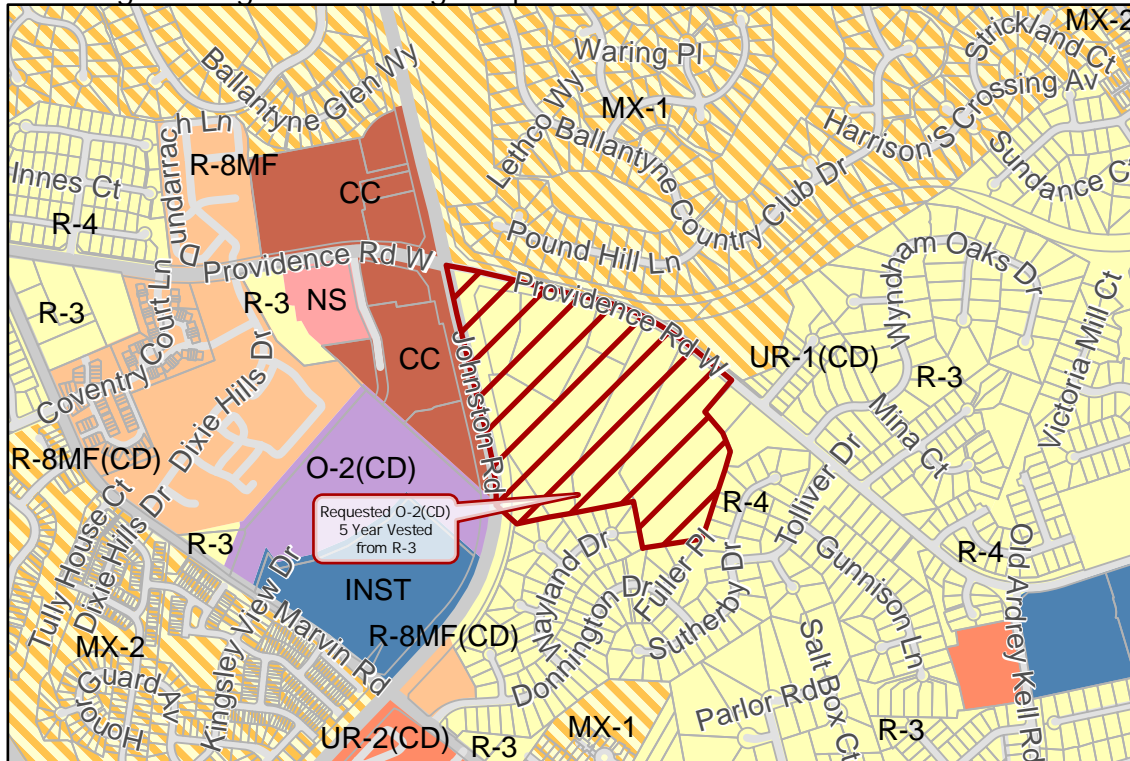 MX-2
Strickland Ct
Waring Pl
Ballantyne Glen Wy
MX-1
Lethco Wy
Ballantyne Country Club Dr
Harrison'S Crossing Av
Sundance Ct
Dundarrach Ln
R-8MF
Innes Ct
CC
R-4
Pound Hill Ln
Providence Rd W
Providence Rd W
Wyndham Oaks Dr
R-3
NS
R-3
Coventry Court Ln
CC
Johnston Rd
UR-1(CD)
R-3
Victoria Mill Ct
Dixie Hills Dr
Mina Ct
R-8MF(CD)
O-2(CD)
Requested O-2(CD)
5 Year Vested
from R-3
R-4
Tolliver Dr
Tully House Ct
Dixie Hills Dr
R-3
Kingsley View Dr
INST
Marvin Rd
Wayland Dr
Donnington Dr
Fuller Pl
Sutherby Dr
Gunnison Ln
R-4
Old Ardrey Kell Rd
R-8MF(CD)
MX-2
Honor Guard Av
Salt Box Ct
Parlor Rd
R-3
MX-1
UR-2(CD)
R-3